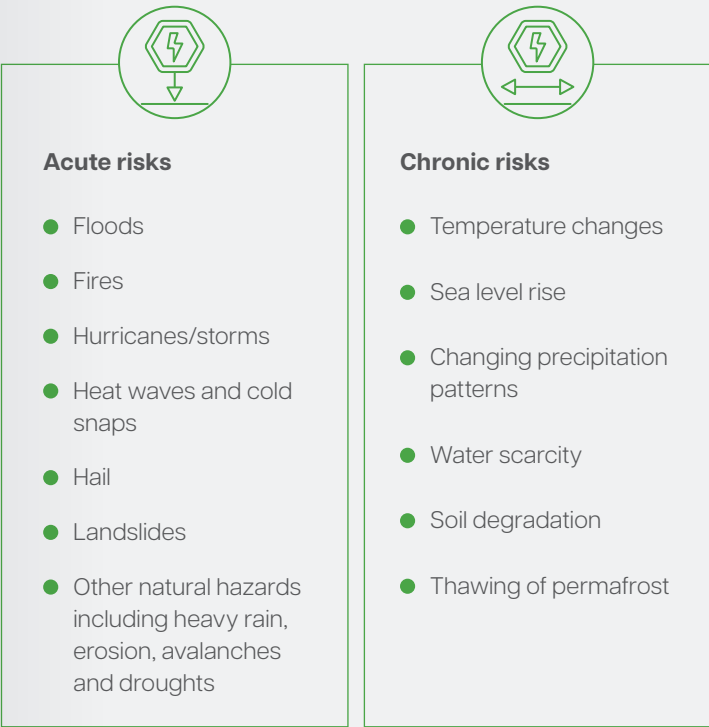 Acute risks
Floods
Fires
Hurricanes/storms
Heat waves and cold
snaps
Hail
Landslides
Other natural hazards
including heavy rain,
erosion, avalanches
and droughts
Chronic risks
Temperature changes
Sea level rise
Changing precipitation
patterns
Water scarcity
Soil degradation
Thawing of permafrost